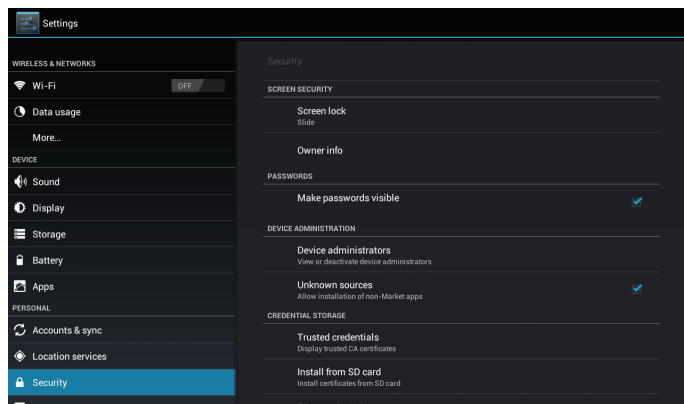 Settings
WIRELESS & NETWORKS
Wi-Fi
OFF
Data usage
More...
DEVICE
Sound
Display
Storage
Battery
Apps
PERSONAL
Accounts & sync
Location services
Security
Security
SCREEN SECURITY
Screen lock
Slide
Owner info
PASSWORDS
Make passwords visible
DEVICE ADMINISTRATION
Device administrators
View or deactivate device administrators
Unknown sources
Allow installation of non-Market apps
CREDENTIAL STORAGE
Trusted credentials
Display trusted CA certificates
Install from SD card
Install certificates from SD card